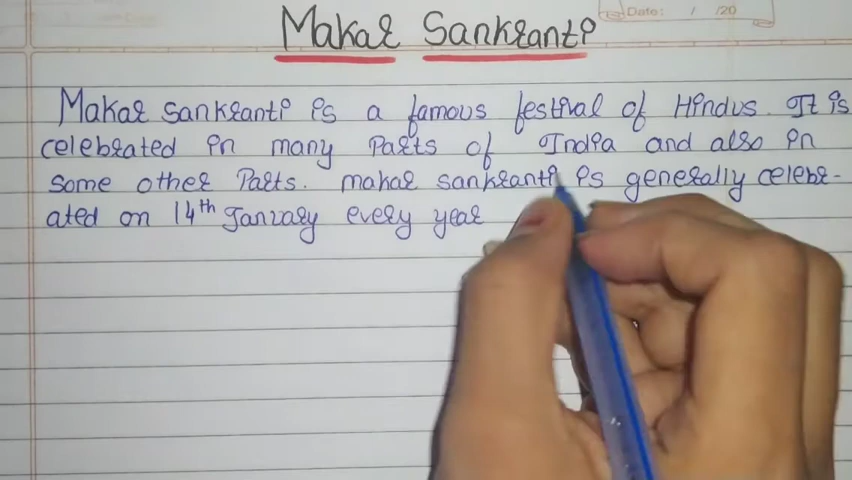 Date: / /20
Makar Sankranti
Makar Sankranti is a famous festival of Hindus. It is
celebrated in many Parts of India and also in
some other Parts. Makar sankranti is generally celebr-
ated on 14th Janzary every year